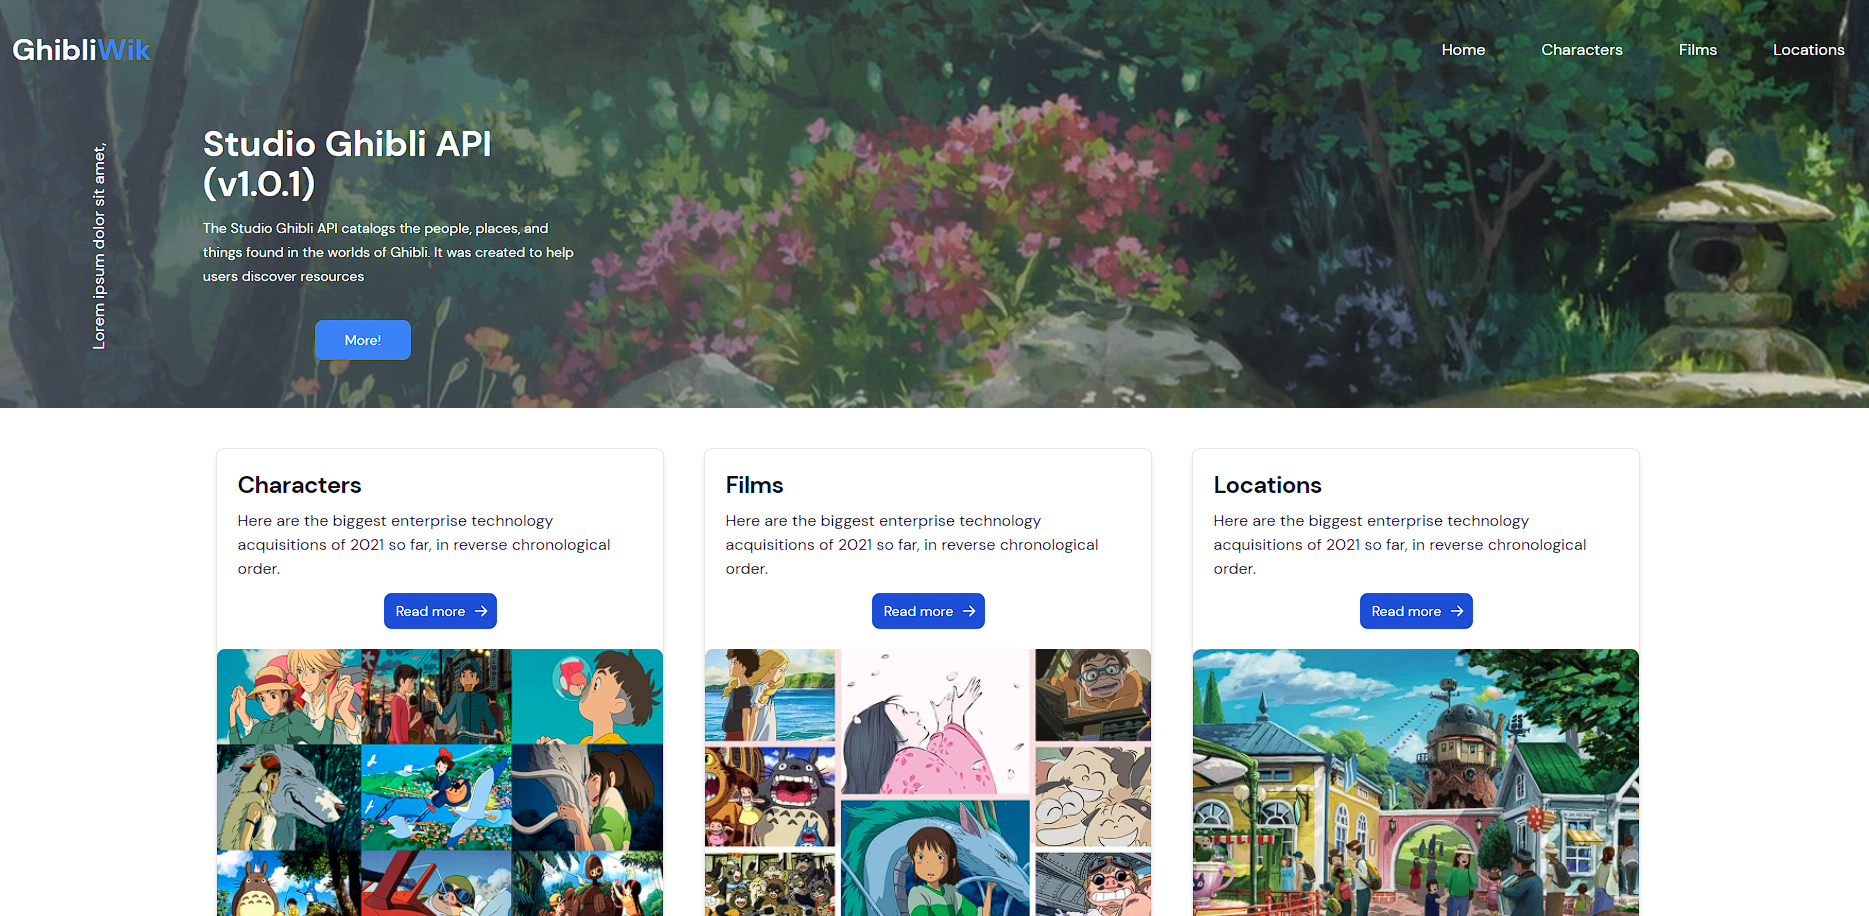 GhibliWik
Home
Characters
Films
Locations
Lorem ipsum dolor sit amet,
Studio Ghibli API
(v1.0.1)
The Studio Ghibli API catalogs the people, places, and
things found in the worlds of Ghibli. It was created to help
users discover resources
More!
Characters
Here are the biggest enterprise technology
acquisitions of 2021 so far, in reverse chronological
order.
Read more
Films
Here are the biggest enterprise technology
acquisitions of 2021 so far, in reverse chronological
order.
Read more
Locations
Here are the biggest enterprise technology
acquisitions of 2021 so far, in reverse chronological
order.
Read more